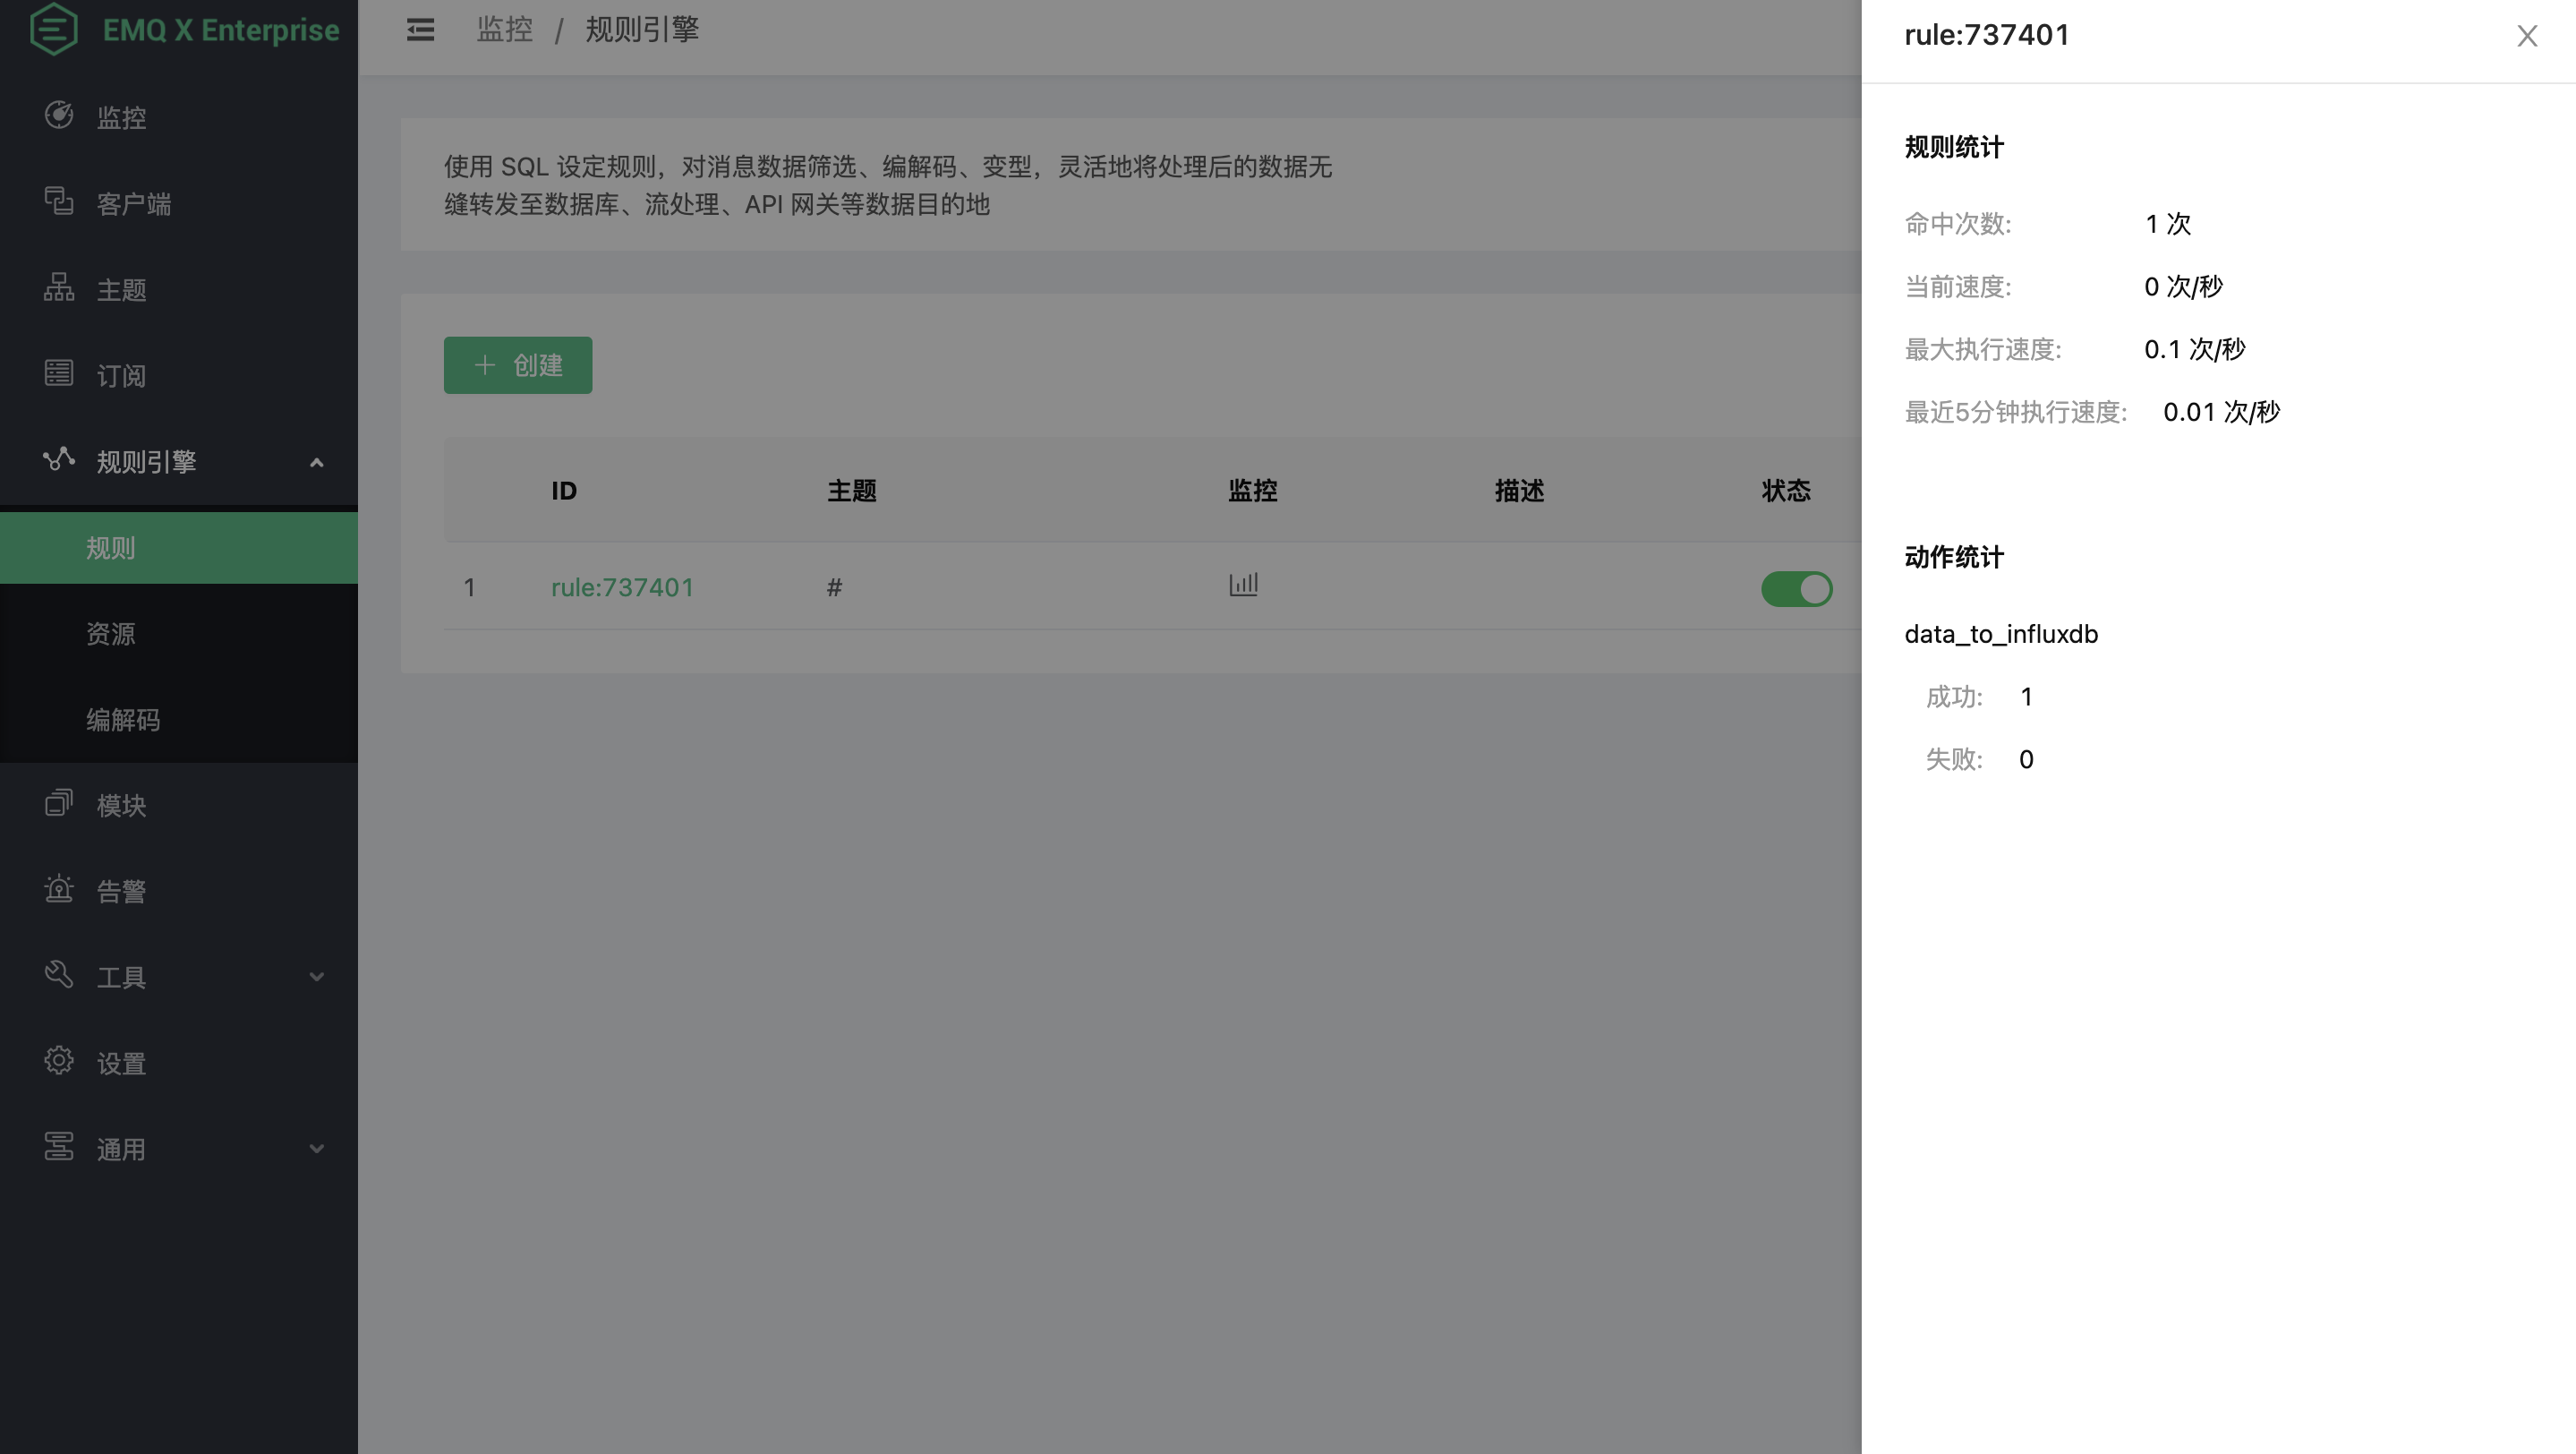 EMQ X Enterprise
监控
客户端
主题
订阅
规则引擎
规则
资源
编解码
模块
告警
工具
设置
通用
监控 / 规则引擎
使用 SQL 设定规则，对消息数据筛选、编解码、变型，灵活地将处理后的数据无
缝转发至数据库、流处理、API 网关等数据目的地
创建
ID 主题 监控 描述 状态
1 rule:737401 #
rule:737401
规则统计
命中次数: 1 次
当前速度: 0 次/秒
最大执行速度: 0.1 次/秒
最近5分钟执行速度: 0.01 次/秒
动作统计
data_to_influxdb
成功: 1
失败: 0